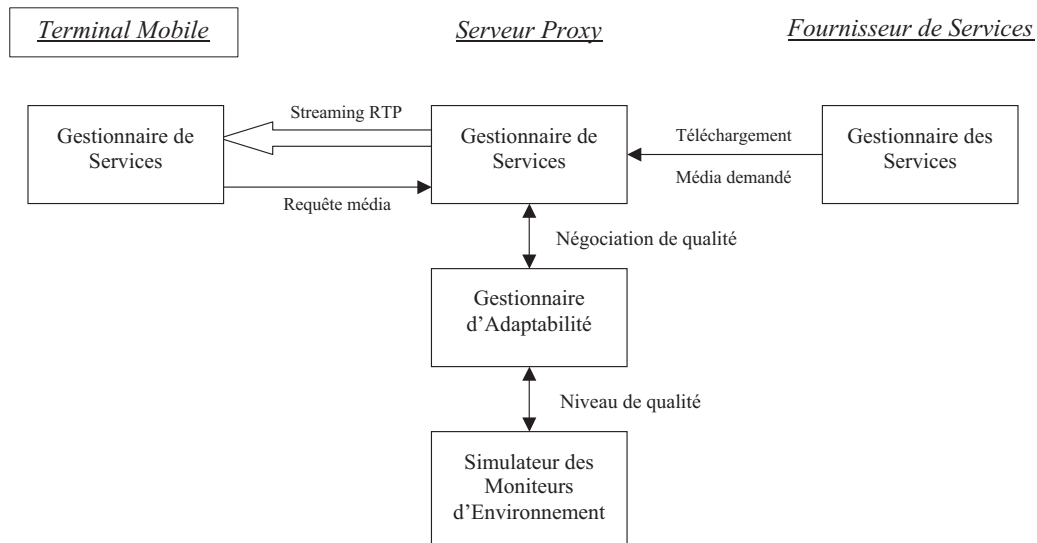 Terminal Mobile
Serveur Proxy
Fournisseur de Services
Gestionnaire de
Services
Streaming RTP
Requête média
Gestionnaire de
Services
Téléchargement
Média demandé
Gestionnaire des
Services
Négociation de qualité
Gestionnaire
d'Adaptabilité
Niveau de qualité
Simulateur des
Moniteurs
d'Environnement